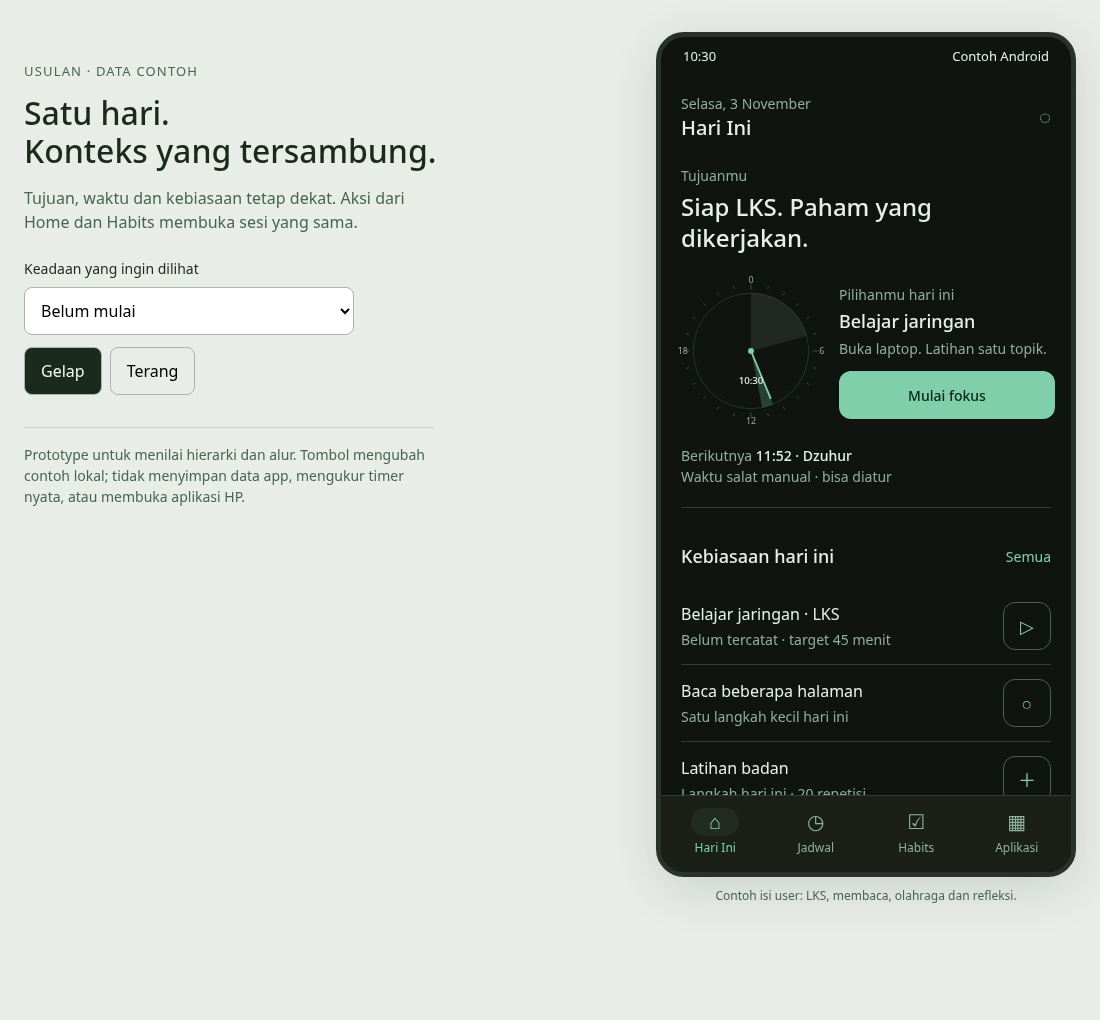 USULAN · DATA CONTOH
Satu hari.
Konteks yang tersambung.
Tujuan, waktu dan kebiasaan tetap dekat. Aksi dari
Home dan Habits membuka sesi yang sama.
Keadaan yang ingin dilihat
Belum mulai
Gelap
Terang
Prototype untuk menilai hierarki dan alur. Tombol mengubah
contoh lokal; tidak menyimpan data app, mengukur timer
nyata, atau membuka aplikasi HP.
10:30
Contoh Android
Selasa, 3 November
Hari Ini
Tujuanmu
Siap LKS. Paham yang
dikerjakan.
0
18
6
10:30
12
Pilihanmu hari ini
Belajar jaringan
Buka laptop. Latihan satu topik.
Mulai fokus
Berikutnya 11:52 · Dzuhur
Waktu salat manual · bisa diatur
Kebiasaan hari ini
Semua
Belajar jaringan · LKS
Belum tercatat · target 45 menit
Baca beberapa halaman
Satu langkah kecil hari ini
Latihan badan
Langkah hari ini · 20 repetisi
Hari Ini
Jadwal
Habits
Aplikasi
Contoh isi user: LKS, membaca, olahraga dan refleksi.